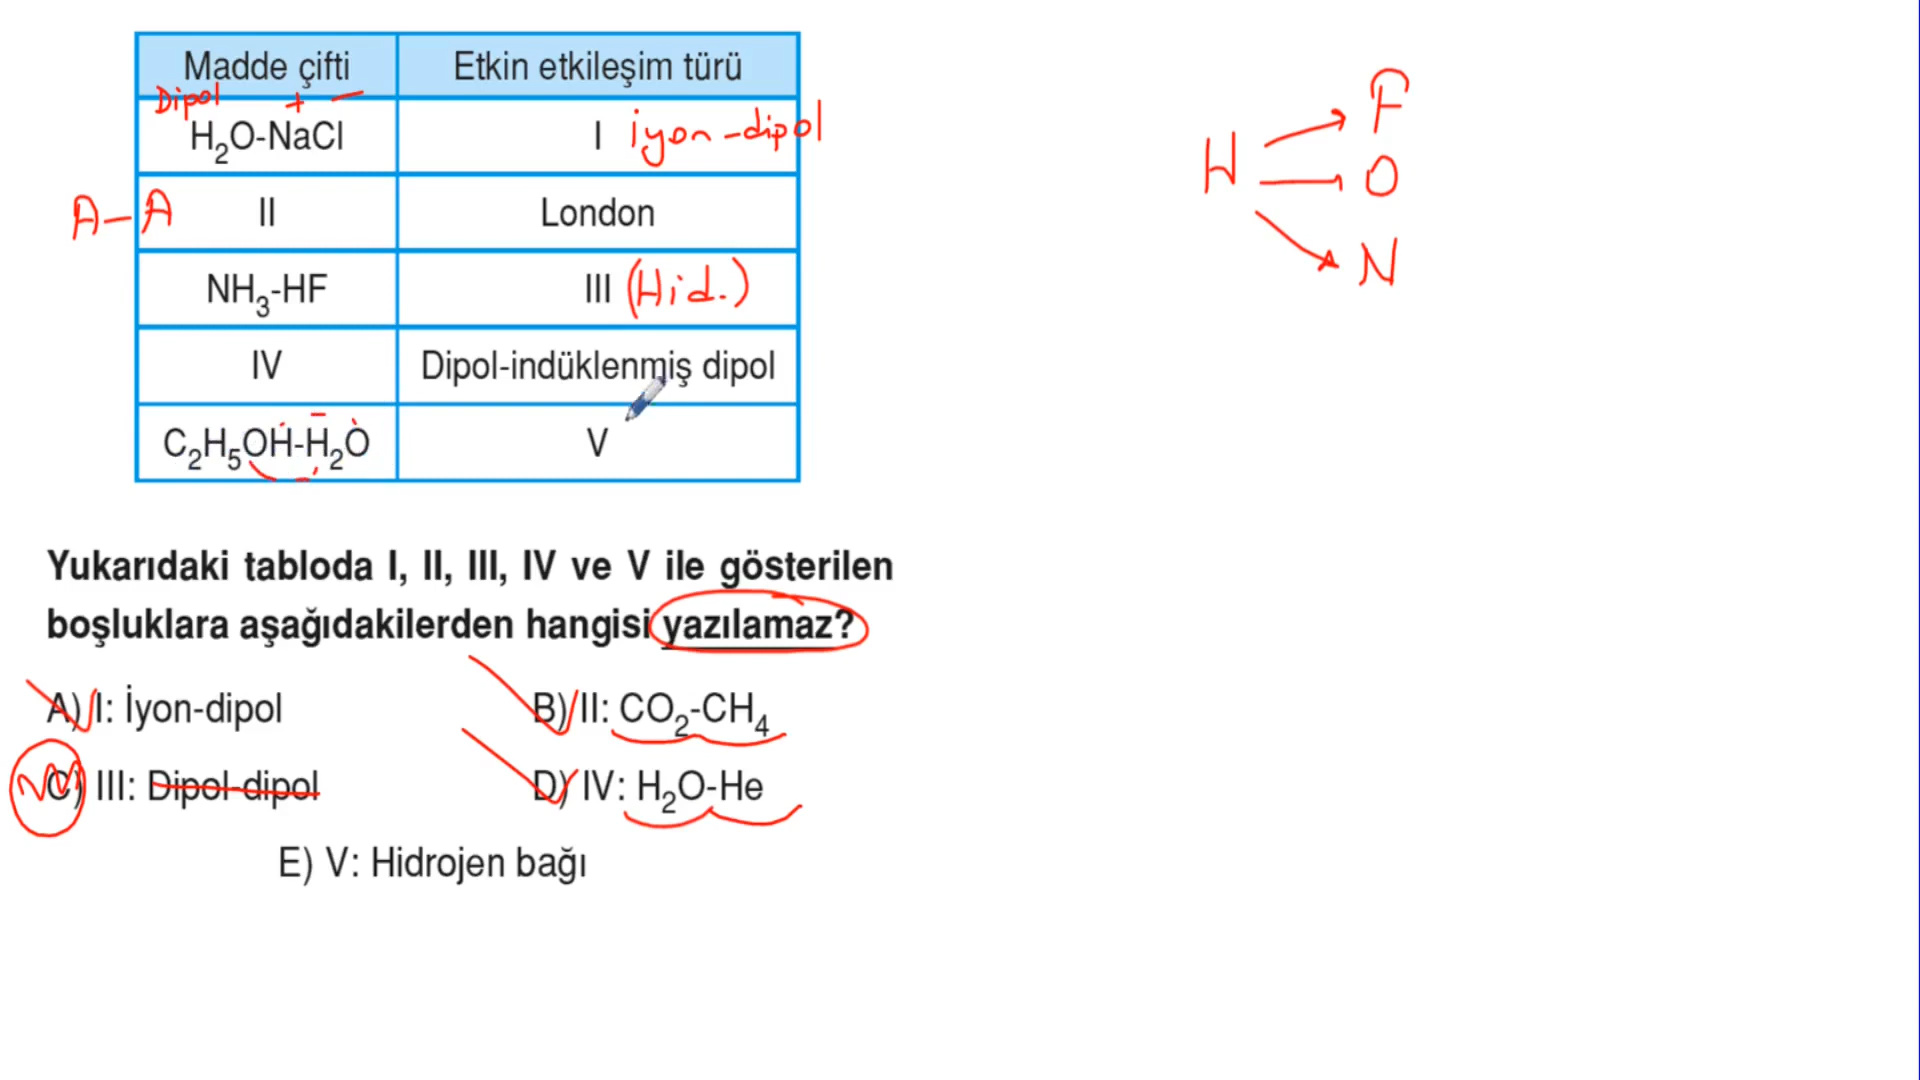 Madde çifti Etkin etkileşim türü
Dipol + −
H₂O-NaCl I iyon-dipol
A-A II London
NH₃-HF III (Hid.)
IV Dipol-indüklenmiş dipol
C₂H₅OH-H₂O V
H F
O
N
Yukarıdaki tabloda I, II, III, IV ve V ile gösterilen
boşluklara aşağıdakilerden hangisi yazılamaz?
A) I: İyon-dipol B) II: CO₂-CH₄
C) III: Dipol-dipol D) IV: H₂O-He
E) V: Hidrojen bağı